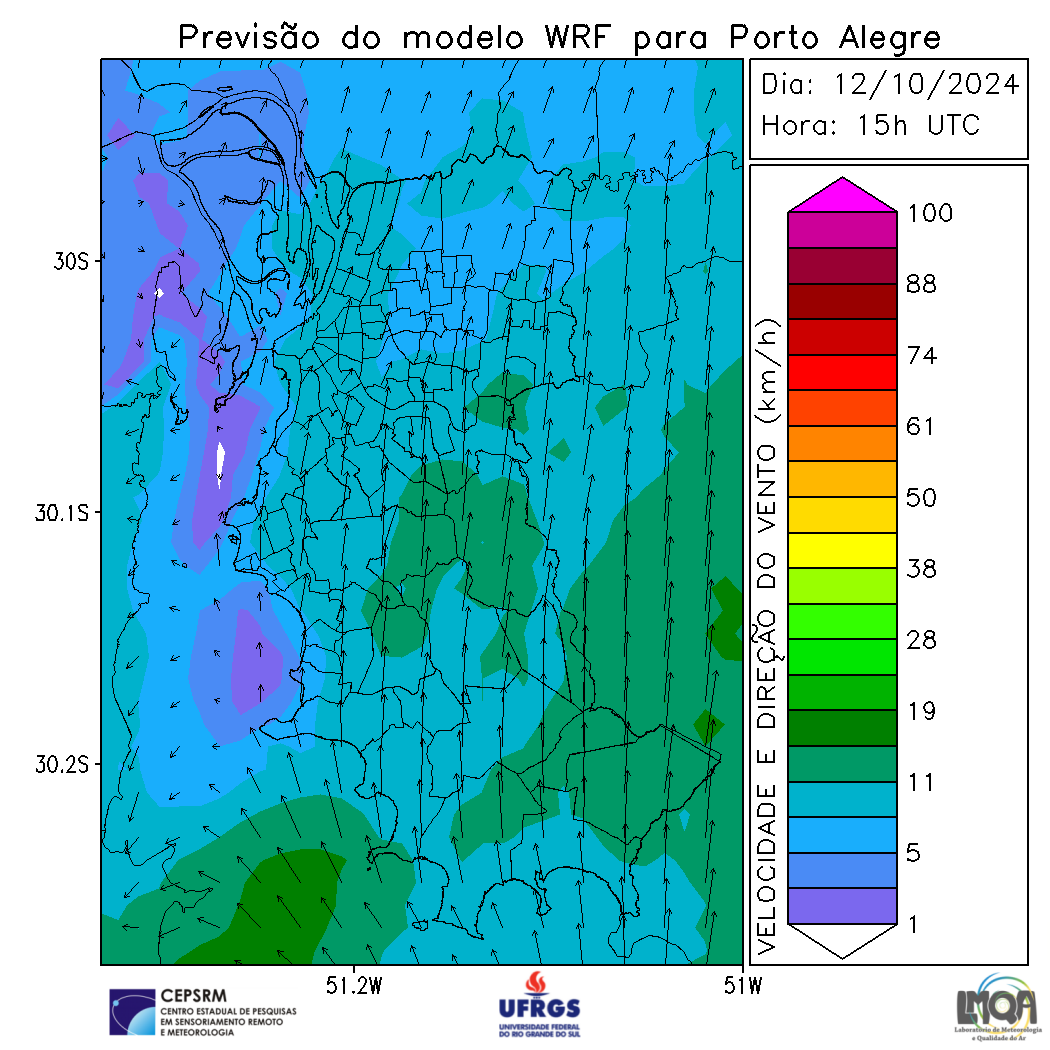 Previsão do modelo WRF para Porto Alegre
Dia: 12/10/2024
Hora: 15h UTC
30S
30.1S
30.2S
51.2W
51W
VELOCIDADE E DIREÇÃO DO VENTO (km/h)
100
88
74
61
50
38
28
19
11
5
1
CEPSRM
CENTRO ESTADUAL DE PESQUISAS
EM SENSORIAMENTO REMOTO
E METEOROLOGIA
UFRGS
UNIVERSIDADE FEDERAL
DO RIO GRANDE DO SUL
LMQA
Laboratório de Meteorologia
e Qualidade do Ar